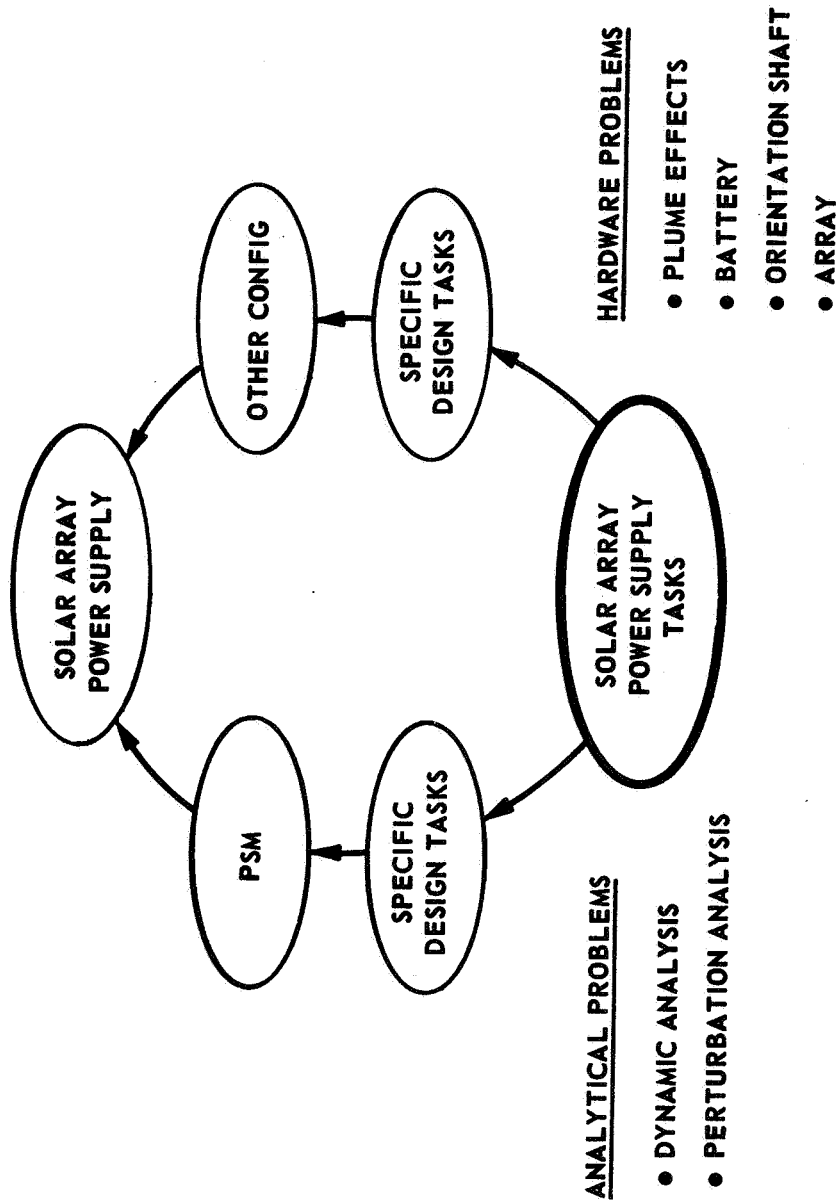 SOLAR ARRAY
POWER SUPPLY
PSM
OTHER CONFIG
SPECIFIC
DESIGN TASKS
SPECIFIC
DESIGN TASKS
SOLAR ARRAY
POWER SUPPLY
TASKS
ANALYTICAL PROBLEMS
● DYNAMIC ANALYSIS
● PERTURBATION ANALYSIS
HARDWARE PROBLEMS
● PLUME EFFECTS
● BATTERY
● ORIENTATION SHAFT
● ARRAY